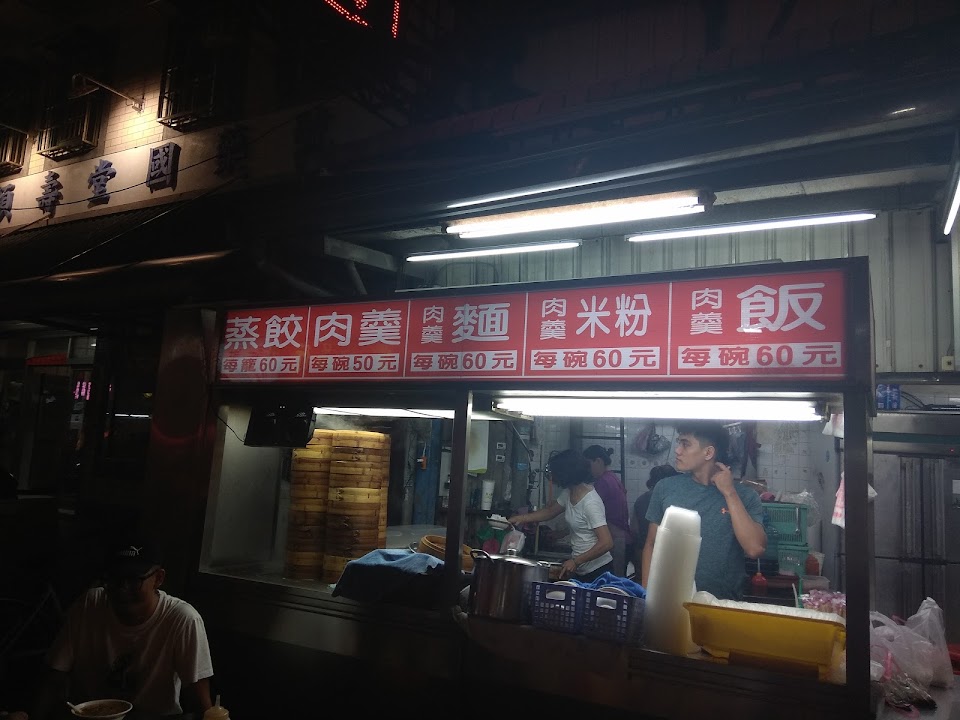 壽堂國
蒸餃
每籠60元
肉羹
每碗50元
肉羹麵
每碗60元
肉羹米粉
每碗60元
肉羹飯
每碗60元